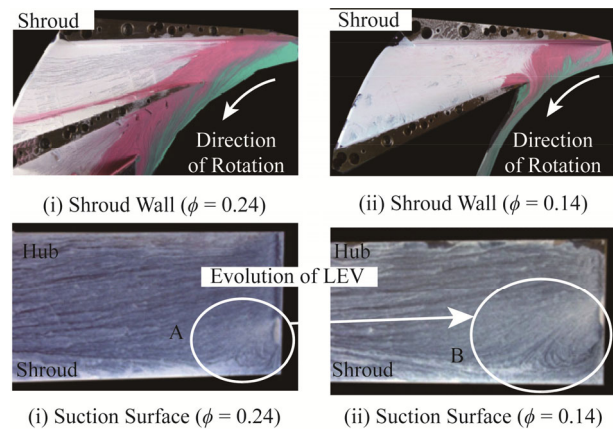 Shroud
Shroud
Direction
of Rotation
Direction
of Rotation
(i) Shroud Wall (ϕ = 0.24)
(ii) Shroud Wall (ϕ = 0.14)
Hub
Hub
Evolution of LEV
A
B
Shroud
Shroud
(i) Suction Surface (ϕ = 0.24)
(ii) Suction Surface (ϕ = 0.14)